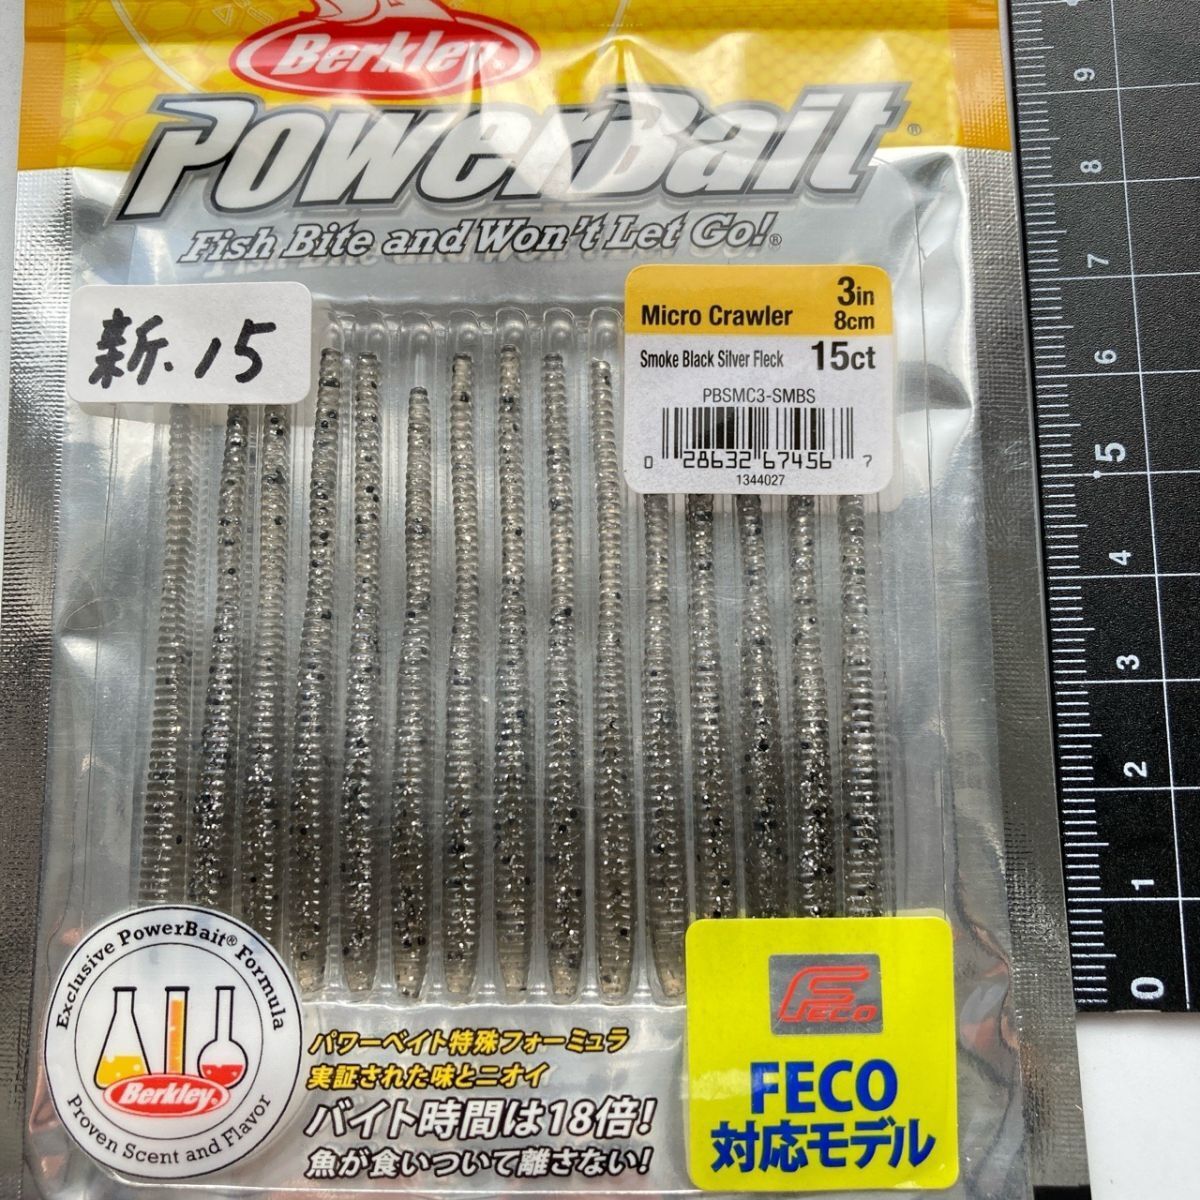 Berkley
PowerBait®
Fish Bite and Won't Let Go!®
新.15
Micro Crawler
3in
8cm
Smoke Black Silver Fleck
15ct
PBSMC3-SMBS
0 28632 67456 7
1344027
9
8
7
6
5
4
3
2
1
0
Exclusive PowerBait® Formula
Berkley
Proven Scent and Flavor
パワーベイト特殊フォーミュラ
実証された味とニオイ
バイト時間は18倍!
魚が食いついて離さない!
FECO
FECO
対応モデル